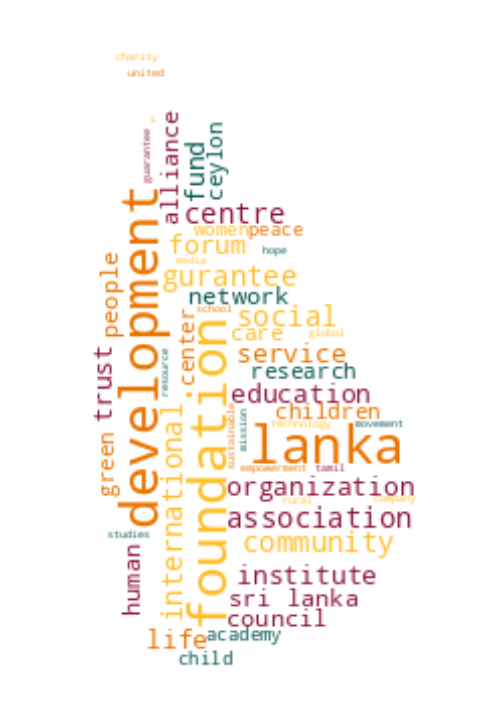 charity
united
guarantee
alliance
fund
ceylon
centre
women
peace
forum
hope
media
gurantee
development
people
network
school
social
global
foundation
center
care
service
resource
research
trust
education
children
international
sustainable
mission
technology
movement
lanka
green
empowerment
tamil
organization
rural
company
association
studies
community
human
institute
sri lanka
council
life
academy
child